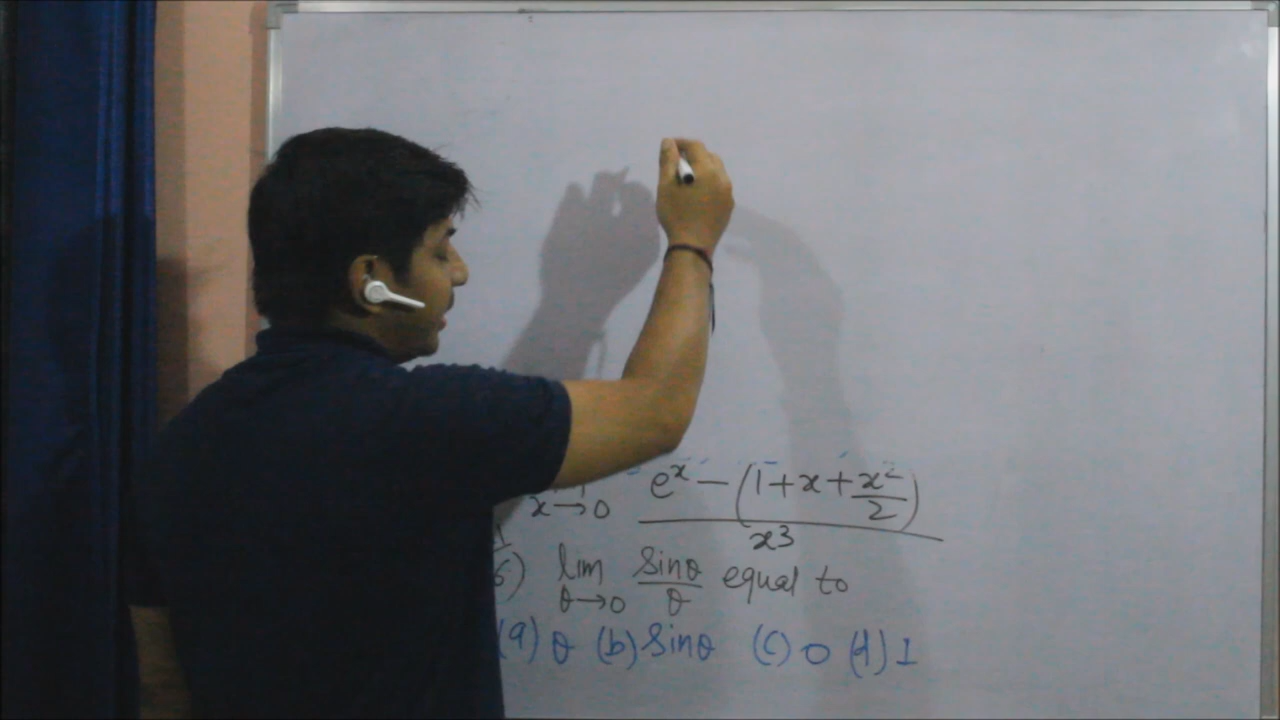 x→0 e^x - (1+x+x²/2) / x3
6) lim θ→0 sinθ/θ equal to
(a) θ (b) sinθ (c) 0 (d) 1